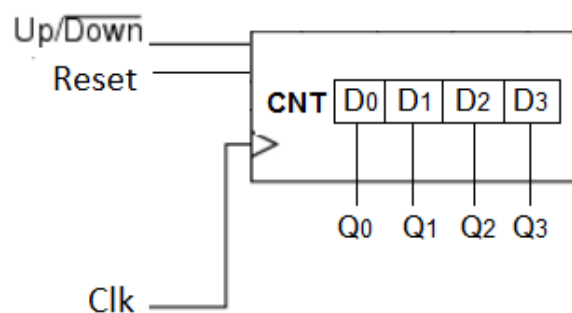 Up/Down
Reset
CNT D0 D1 D2 D3
Q0 Q1 Q2 Q3
Clk